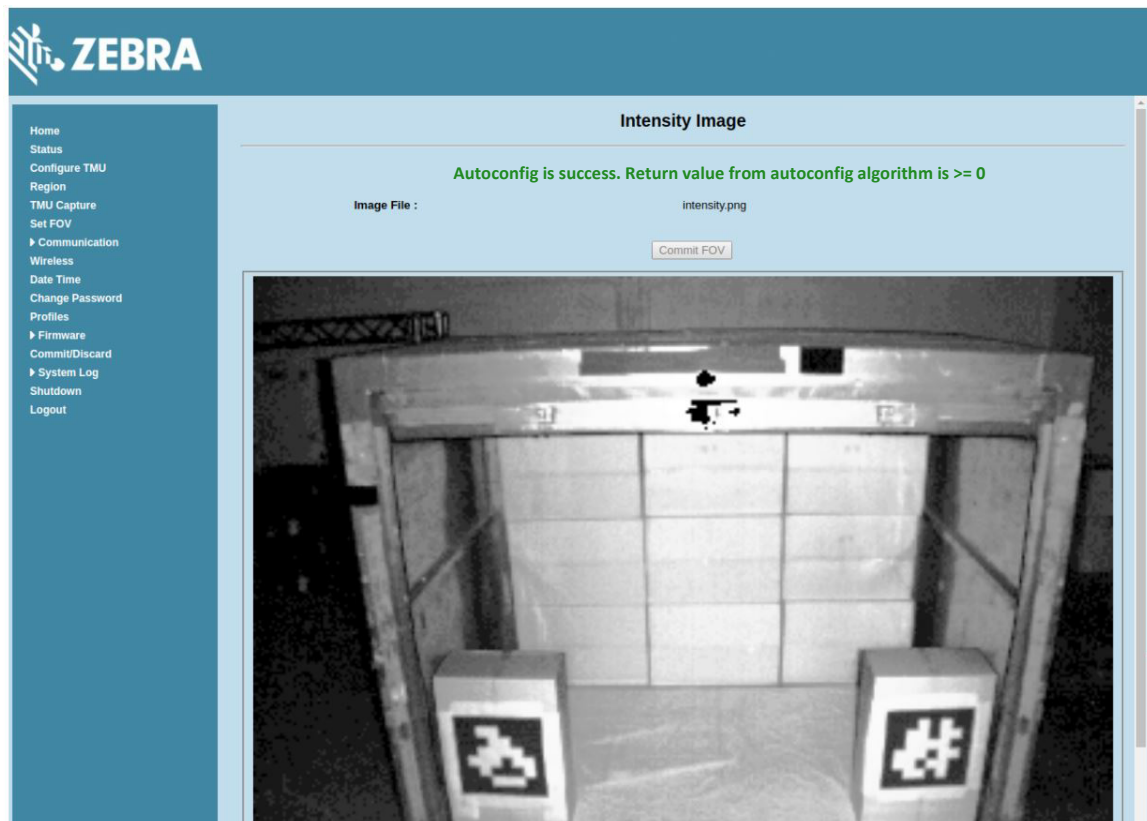 ZEBRA
Home
Status
Configure TMU
Region
TMU Capture
Set FOV
Communication
Wireless
Date Time
Change Password
Profiles
Firmware
Commit/Discard
System Log
Shutdown
Logout
Intensity Image
Autoconfig is success. Return value from autoconfig algorithm is >= 0
Image File : intensity.png
Commit FOV